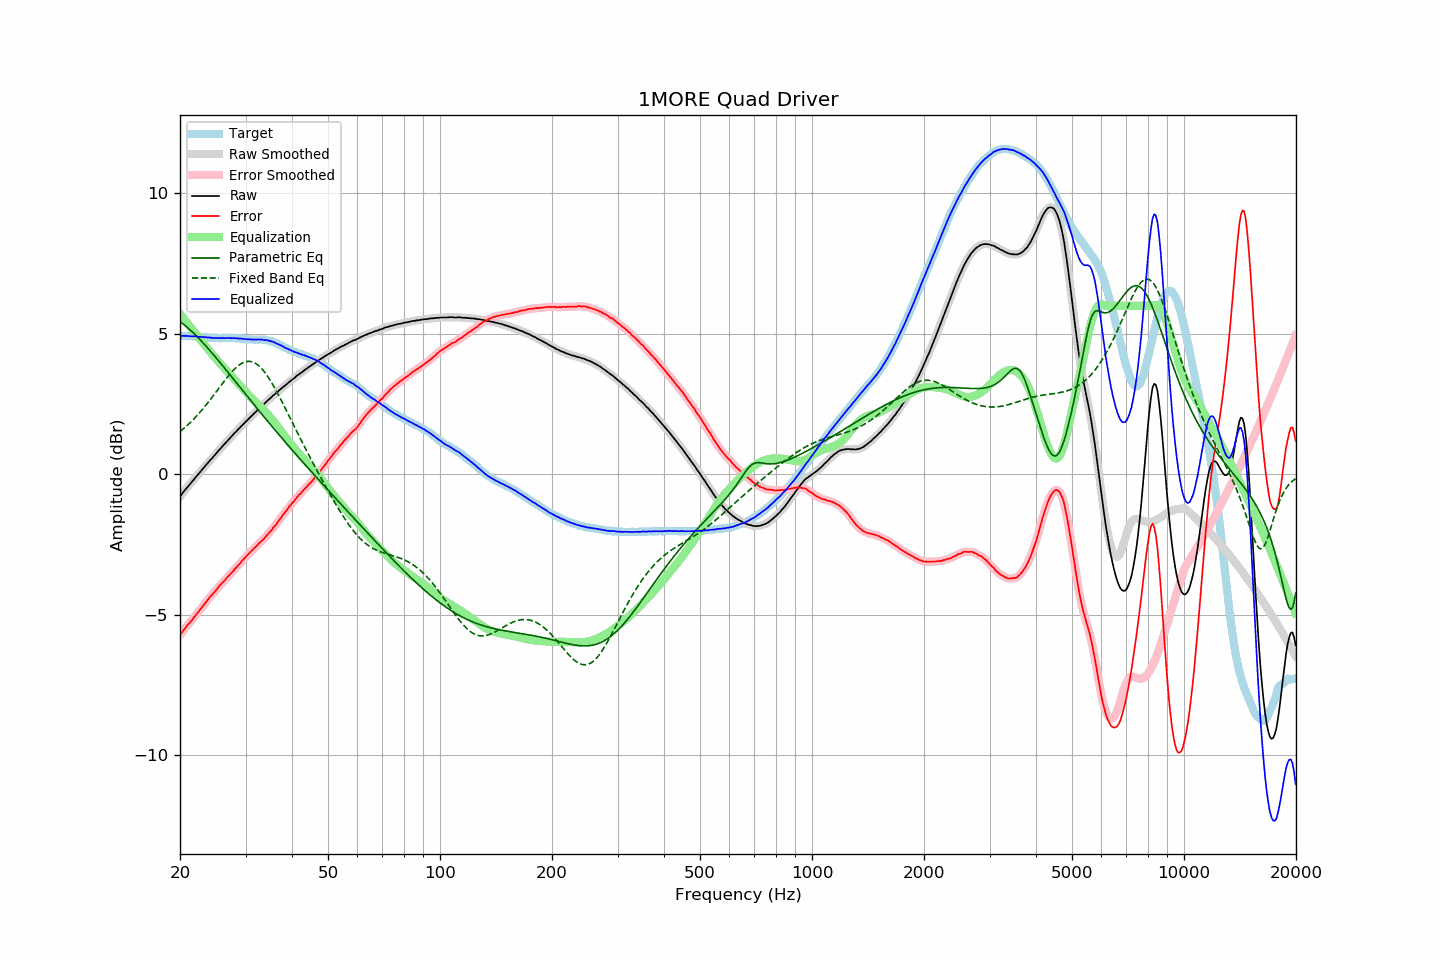 1MORE Quad Driver
Target
Raw Smoothed
Error Smoothed
Raw
Error
Equalization
Parametric Eq
Fixed Band Eq
Equalized
10
5
0
−5
−10
Amplitude (dBr)
20 50 100 200 500 1000 2000 5000 10000 20000
Frequency (Hz)